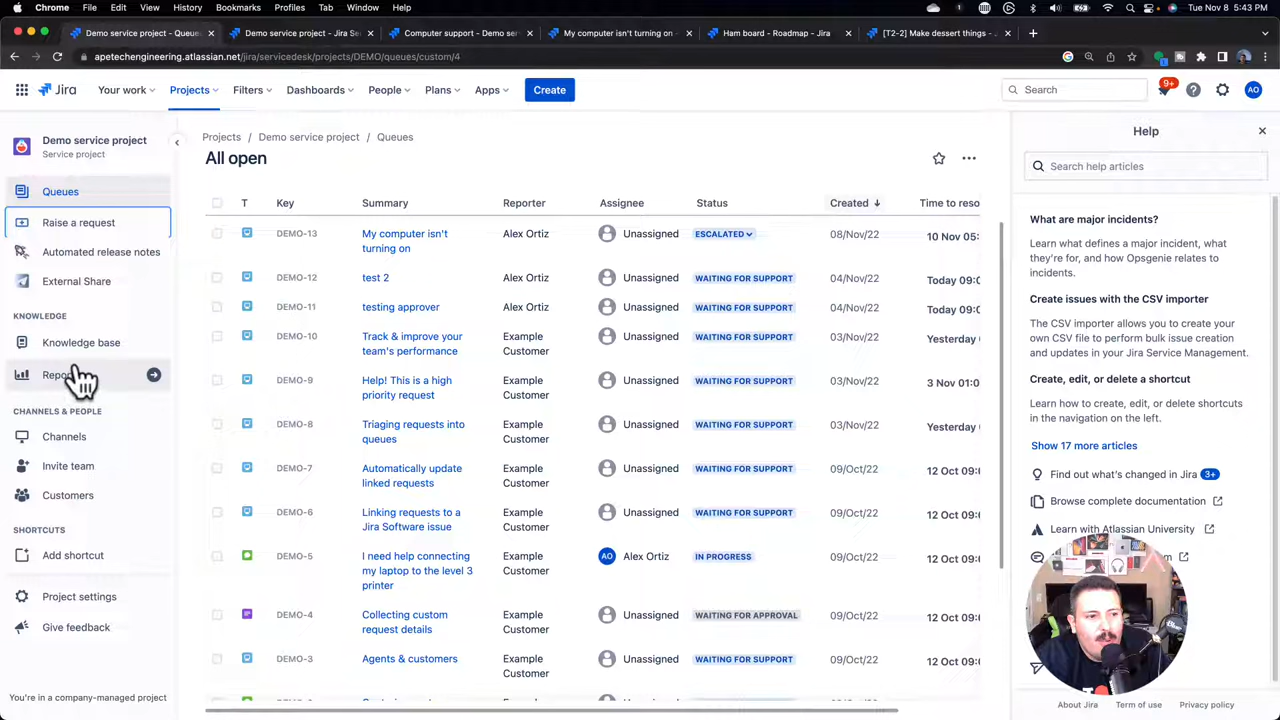 Chrome File Edit View History Bookmarks Profiles Tab Window Help Tue Nov 8 5:43 PM
Demo service project - Queue × Demo service project - Jira Se × Computer support - Demo serv × My computer isn't turning on - × Ham board - Roadmap - Jira × [T2-2] Make dessert things - × +
apetechengineering.atlassian.net/jira/servicedesk/projects/DEMO/queues/custom/4
Jira Your work Projects Filters Dashboards People Plans Apps Create Search 9+ AO
Demo service project
Service project
Queues
Raise a request
Automated release notes
External Share
KNOWLEDGE
Knowledge base
CHANNELS & PEOPLE
Channels
Invite team
Customers
SHORTCUTS
Add shortcut
Project settings
Give feedback
You're in a company-managed project
Projects / Demo service project / Queues
All open
T Key Summary Reporter Assignee Status Created ↓ Time to reso
DEMO-13 My computer isn't turning on Alex Ortiz Unassigned ESCALATED 08/Nov/22 10 Nov 05:
DEMO-12 test 2 Alex Ortiz Unassigned WAITING FOR SUPPORT 04/Nov/22 Today 09:
DEMO-11 testing approver Alex Ortiz Unassigned WAITING FOR SUPPORT 04/Nov/22 Today 09:
DEMO-10 Track & improve your team's performance Example Customer Unassigned WAITING FOR SUPPORT 03/Nov/22 Yesterday
DEMO-9 Help! This is a high priority request Example Customer Unassigned WAITING FOR SUPPORT 03/Nov/22 3 Nov 01:
DEMO-8 Triaging requests into queues Example Customer Unassigned WAITING FOR SUPPORT 03/Nov/22 Yesterday
DEMO-7 Automatically update linked requests Example Customer Unassigned WAITING FOR SUPPORT 09/Oct/22 12 Oct 09:
DEMO-6 Linking requests to a Jira Software issue Example Customer Unassigned WAITING FOR SUPPORT 09/Oct/22 12 Oct 09:
DEMO-5 I need help connecting my laptop to the level 3 printer Example Customer AO Alex Ortiz IN PROGRESS 09/Oct/22 12 Oct 09:
DEMO-4 Collecting custom request details Example Customer Unassigned WAITING FOR APPROVAL 09/Oct/22 12 Oct 09:
DEMO-3 Agents & customers Example Customer Unassigned WAITING FOR SUPPORT 09/Oct/22 12 Oct 09:
Help ×
Search help articles
What are major incidents?
Learn what defines a major incident, what
they're for, and how Opsgenie relates to
incidents.
Create issues with the CSV importer
The CSV importer allows you to create your
own CSV file to perform bulk issue creation
and updates in your Jira Service Management.
Create, edit, or delete a shortcut
Learn how to create, edit, or delete shortcuts
in the navigation on the left.
Show 17 more articles
Find out what's changed in Jira 3+
Browse complete documentation
Learn with Atlassian University
About Jira Term of use Privacy policy